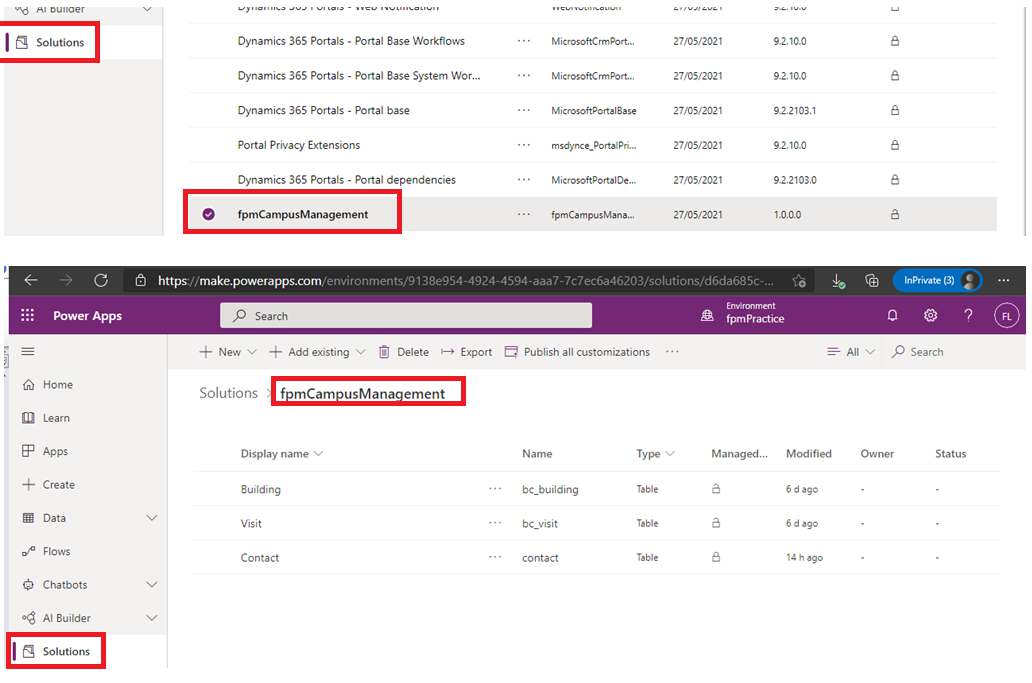 AI Builder
Dynamics 365 Portals - Web Notification ··· WebNotification 27/05/2021 9.2.10.0
Solutions
Dynamics 365 Portals - Portal Base Workflows ··· MicrosoftCrmPort... 27/05/2021 9.2.10.0
Dynamics 365 Portals - Portal Base System Wor... ··· MicrosoftCrmPort... 27/05/2021 9.2.10.0
Dynamics 365 Portals - Portal base ··· MicrosoftPortalBase 27/05/2021 9.2.2103.1
Portal Privacy Extensions ··· msdynce_PortalPri... 27/05/2021 9.2.10.0
Dynamics 365 Portals - Portal dependencies ··· MicrosoftPortalDe... 27/05/2021 9.2.2103.0
fpmCampusManagement ··· fpmCampusMana... 27/05/2021 1.0.0.0
https://make.powerapps.com/environments/9138e954-4924-4594-aaa7-7c7ec6a46203/solutions/d6da685c-... InPrivate (3) ···
Power Apps Search Environment
fpmPractice ? FL
New Add existing Delete Export Publish all customizations ··· All Search
Home
Learn
Apps
Create
Data
Flows
Chatbots
AI Builder
Solutions
Solutions > fpmCampusManagement
Display name Name Type Managed... Modified Owner Status
Building ··· bc_building Table 6 d ago - -
Visit ··· bc_visit Table 6 d ago - -
Contact ··· contact Table 14 h ago - -